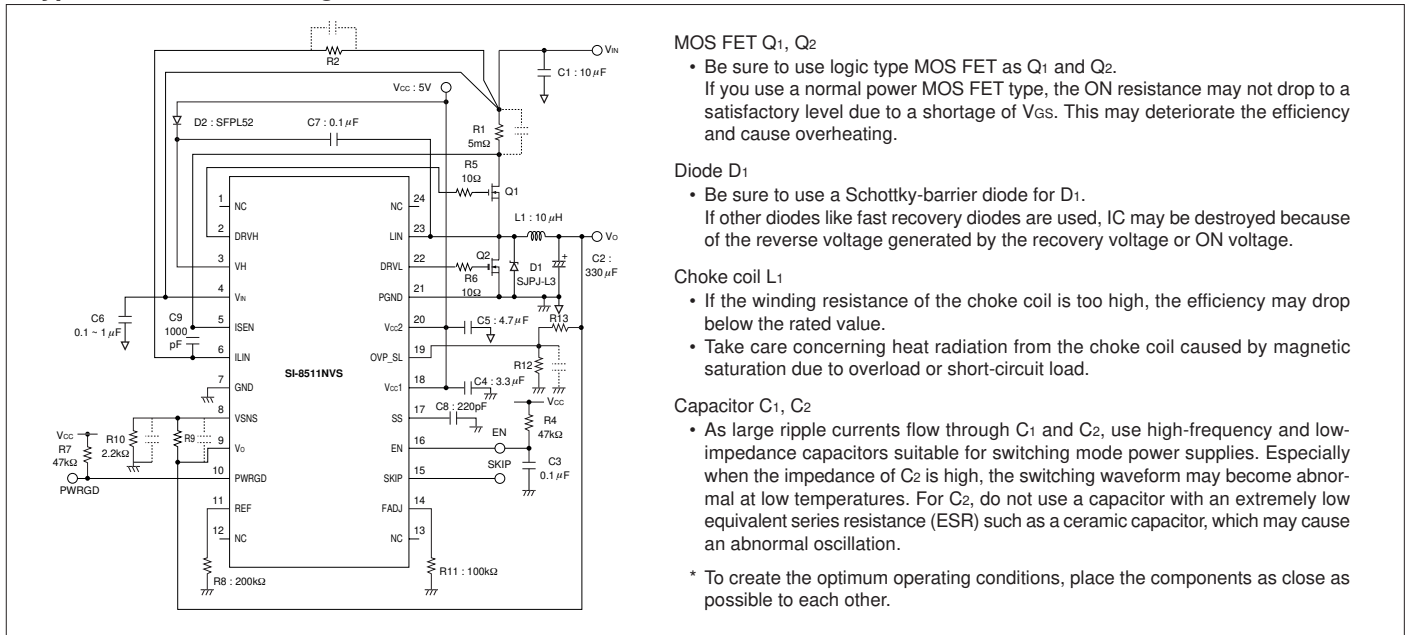 R2
VIN
C1 : 10 μF
VCC : 5V
D2 : SFPL52
C7 : 0.1 μF
R1
5mΩ
R5
10Ω
Q1
1
NC
24
NC
2
DRVH
23
LIN
L1 : 10 μH
VO
3
VH
22
DRVL
Q2
R6
10Ω
D1
SJPJ-L3
+
C2 :
330 μF
4
VIN
21
PGND
C6
0.1 ~ 1 μF
C9
1000
pF
5
ISEN
20
VCC2
C5 : 4.7 μF
R13
6
ILIN
19
OVP_SL
R12
SI-8511NVS
7
GND
18
VCC1
C4 : 3.3 μF
8
VSNS
17
SS
C8 : 220pF
VCC
R4
47kΩ
VCC
R7
47kΩ
R10
2.2kΩ
R9
9
VO
16
EN
EN
C3
0.1 μF
10
PWRGD
PWRGD
15
SKIP
SKIP
11
REF
14
FADJ
12
NC
13
NC
R8 : 200kΩ
R11 : 100kΩ
MOS FET Q1, Q2
• Be sure to use logic type MOS FET as Q1 and Q2.
If you use a normal power MOS FET type, the ON resistance may not drop to a
satisfactory level due to a shortage of VGS. This may deteriorate the efficiency
and cause overheating.
Diode D1
• Be sure to use a Schottky-barrier diode for D1.
If other diodes like fast recovery diodes are used, IC may be destroyed because
of the reverse voltage generated by the recovery voltage or ON voltage.
Choke coil L1
• If the winding resistance of the choke coil is too high, the efficiency may drop
below the rated value.
• Take care concerning heat radiation from the choke coil caused by magnetic
saturation due to overload or short-circuit load.
Capacitor C1, C2
• As large ripple currents flow through C1 and C2, use high-frequency and low-
impedance capacitors suitable for switching mode power supplies. Especially
when the impedance of C2 is high, the switching waveform may become abnor-
mal at low temperatures. For C2, do not use a capacitor with an extremely low
equivalent series resistance (ESR) such as a ceramic capacitor, which may cause
an abnormal oscillation.
* To create the optimum operating conditions, place the components as close as
possible to each other.